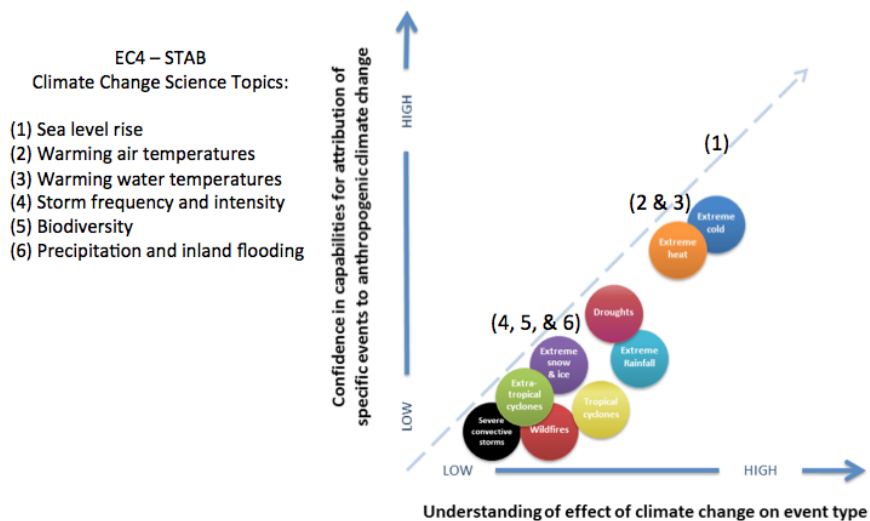 EC4 – STAB
Climate Change Science Topics:
(1) Sea level rise
(2) Warming air temperatures
(3) Warming water temperatures
(4) Storm frequency and intensity
(5) Biodiversity
(6) Precipitation and inland flooding
Confidence in capabilities for attribution of
specific events to anthropogenic climate change
HIGH
LOW
(1)
(2 & 3)
Extreme
cold
Extreme
heat
(4, 5, & 6)
Droughts
Extreme
snow
& ice
Extreme
Rainfall
Extra-
tropical
cyclones
Tropical
cyclones
Severe
convective
storms
Wildfires
LOW
HIGH
Understanding of effect of climate change on event type